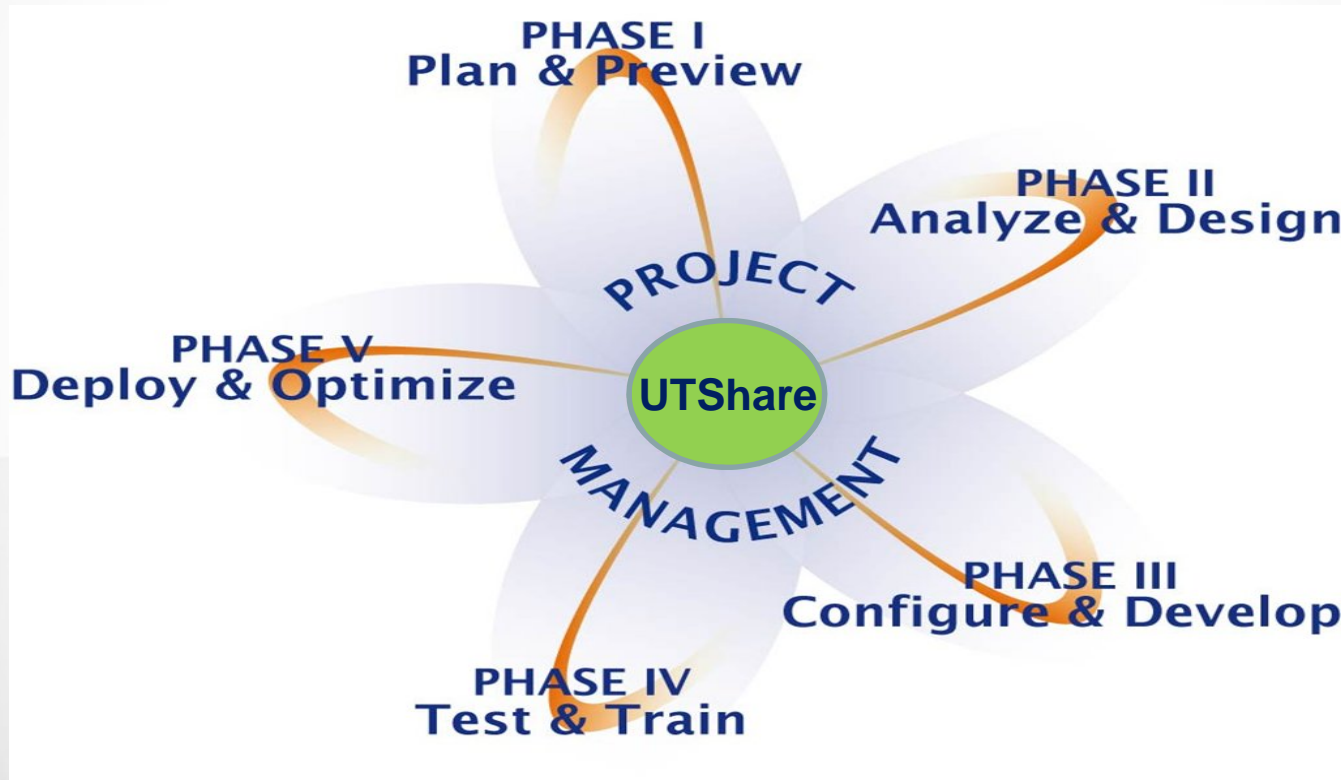 PHASE I
Plan & Preview
PHASE II
Analyze & Design
PROJECT
PHASE V
Deploy & Optimize
UTShare
MANAGEMENT
PHASE III
Configure & Develop
PHASE IV
Test & Train